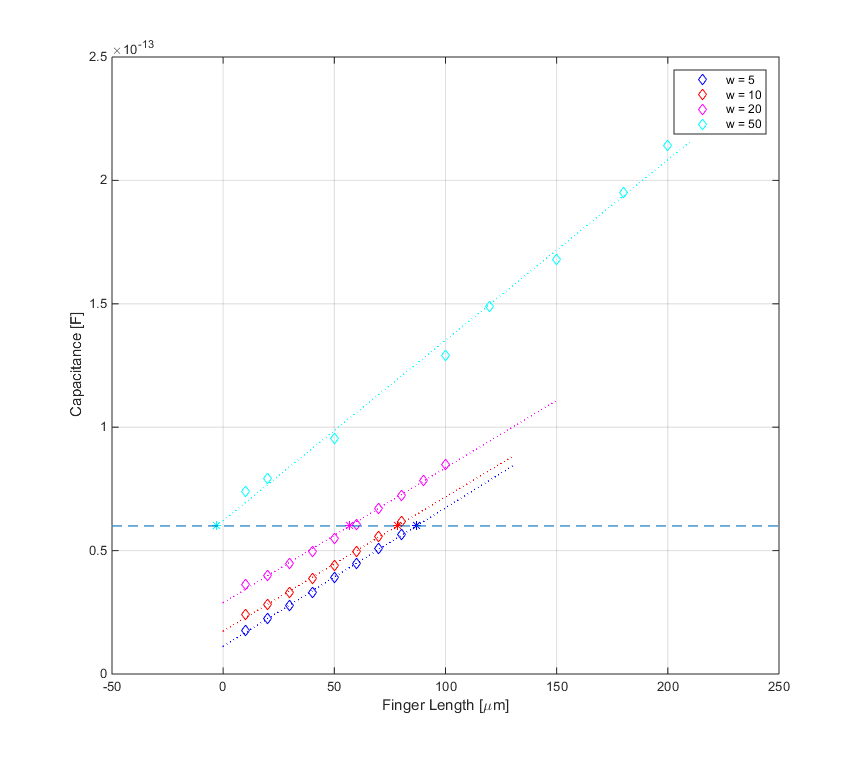 ×10-13
2.5
2
1.5
1
0.5
0
-50 0 50 100 150 200 250
Capacitance [F]
Finger Length [μm]
w = 5
w = 10
w = 20
w = 50